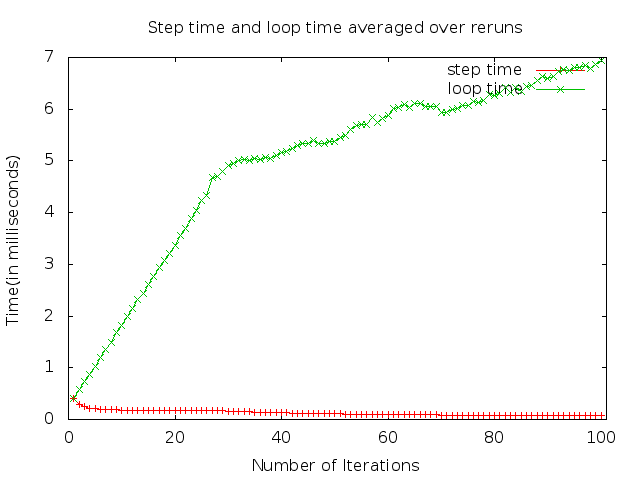 Step time and loop time averaged over reruns
7
6
5
4
3
2
1
0
Time(in milliseconds)
step time
loop time
0 20 40 60 80 100
Number of Iterations